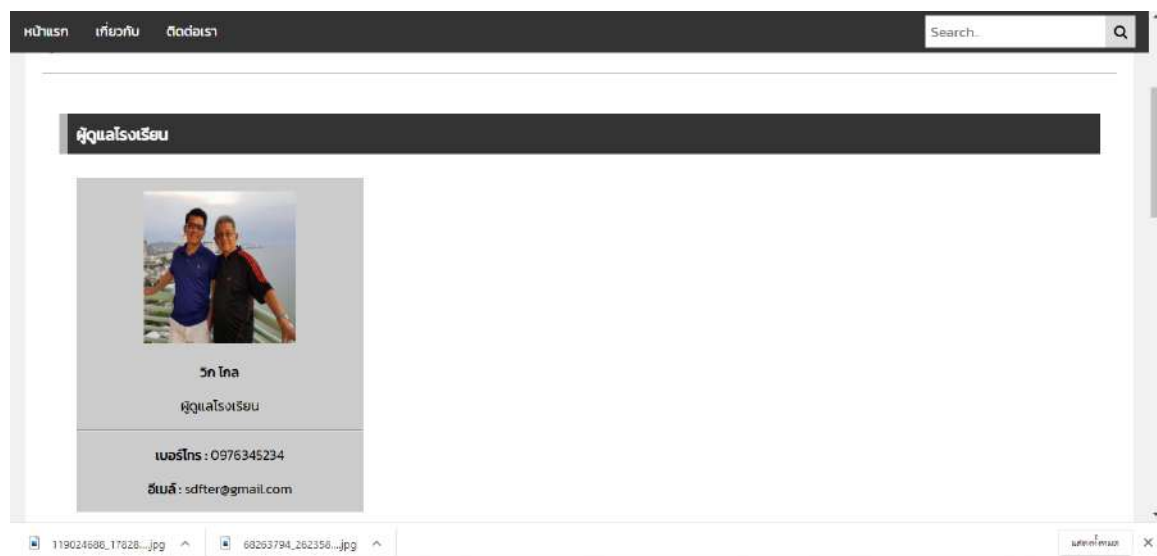 หน้าแรก เกี่ยวกับ ติดต่อเรา Search..
ผู้ดูแลโรงเรียน
วิก โกล
ผู้ดูแลโรงเรียน
เบอร์โทร : 0976345234
อีเมล์ : sdfter@gmail.com
119024686_17828....jpg 68263794_262358....jpg